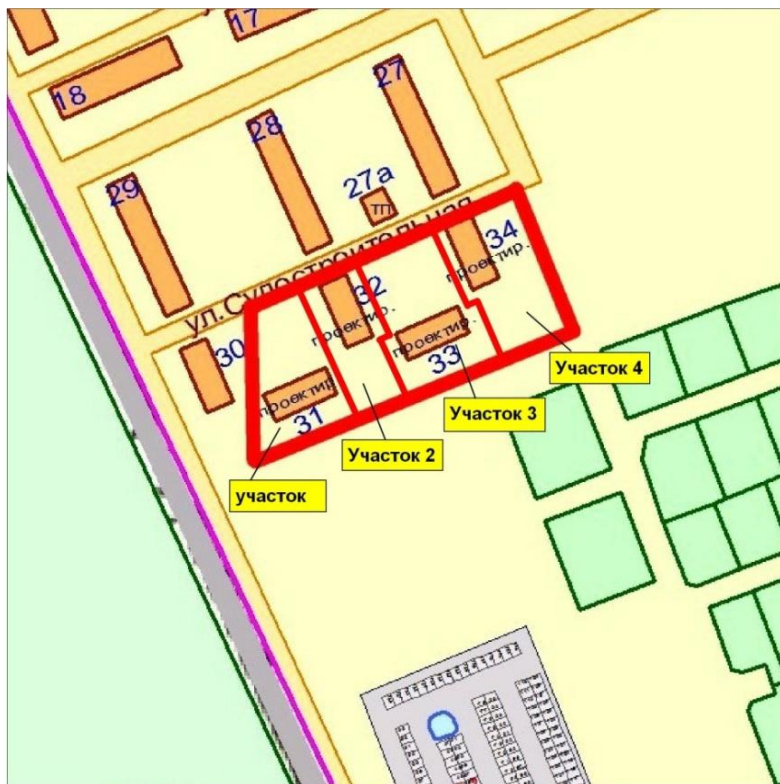 17
18
27
28
27а
тп
29
ул.Судостроительная
34
проектир.
32
проектир.
30
проектир.
33
проектир
31
Участок 4
Участок 3
Участок 2
участок